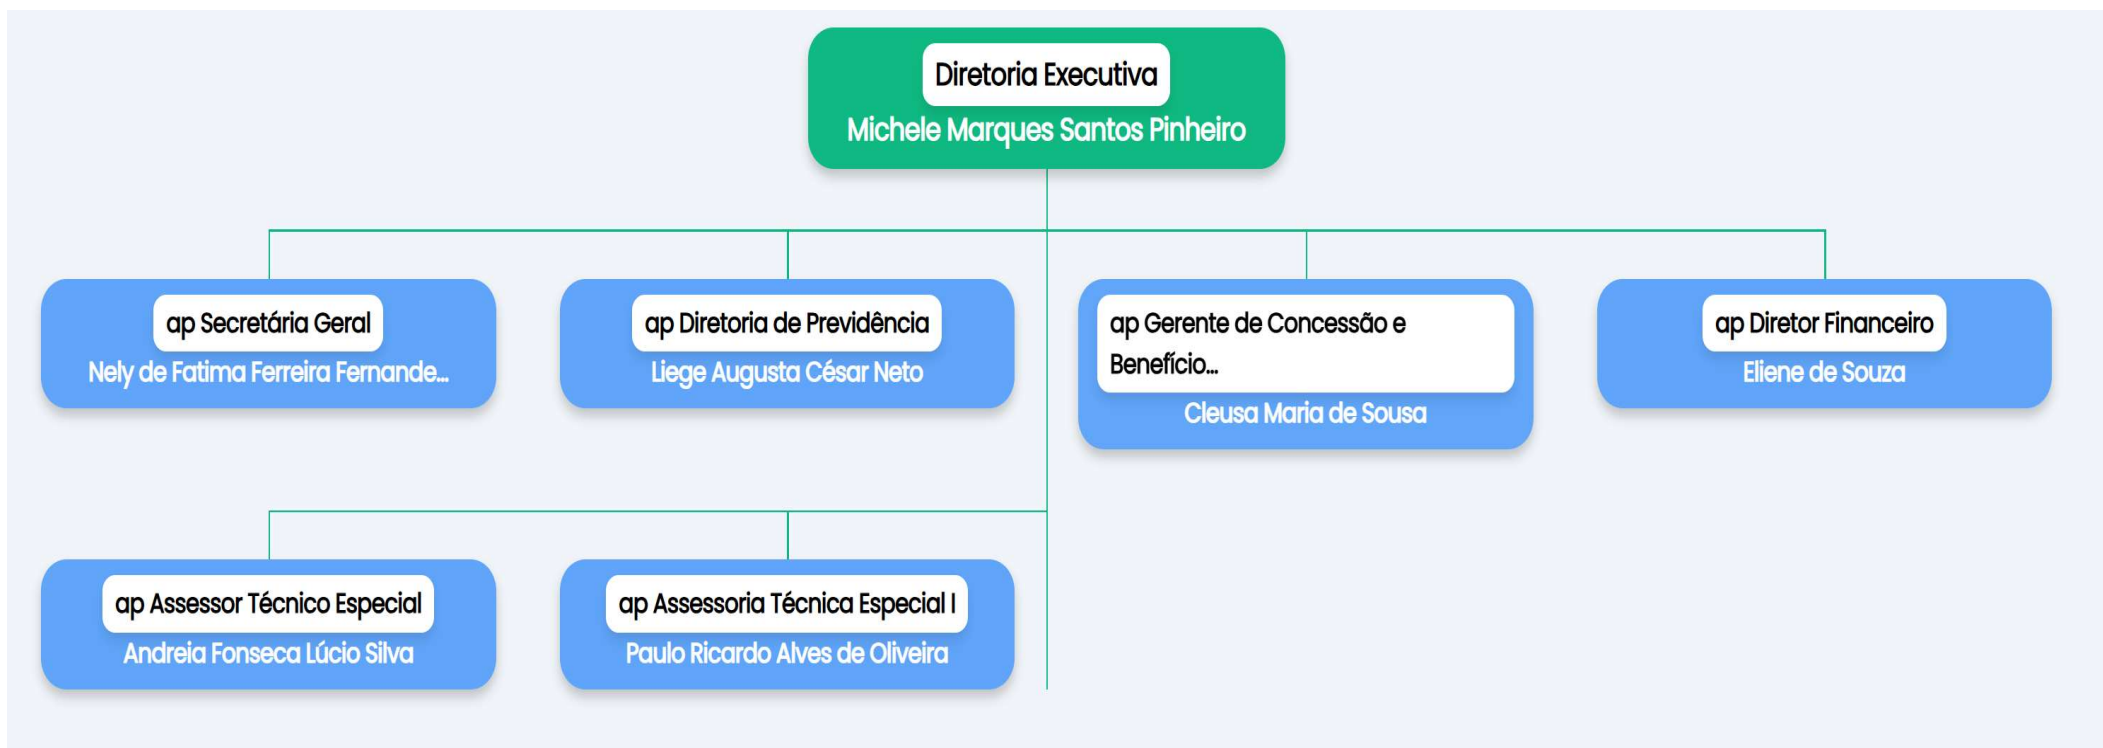 Diretoria Executiva
Michele Marques Santos Pinheiro
ap Secretária Geral
Nely de Fatima Ferreira Fernande...
ap Diretoria de Previdência
Liege Augusta César Neto
ap Gerente de Concessão e
Benefício...
Cleusa Maria de Sousa
ap Diretor Financeiro
Eliene de Souza
ap Assessor Técnico Especial
Andreia Fonseca Lúcio Silva
ap Assessoria Técnica Especial I
Paulo Ricardo Alves de Oliveira